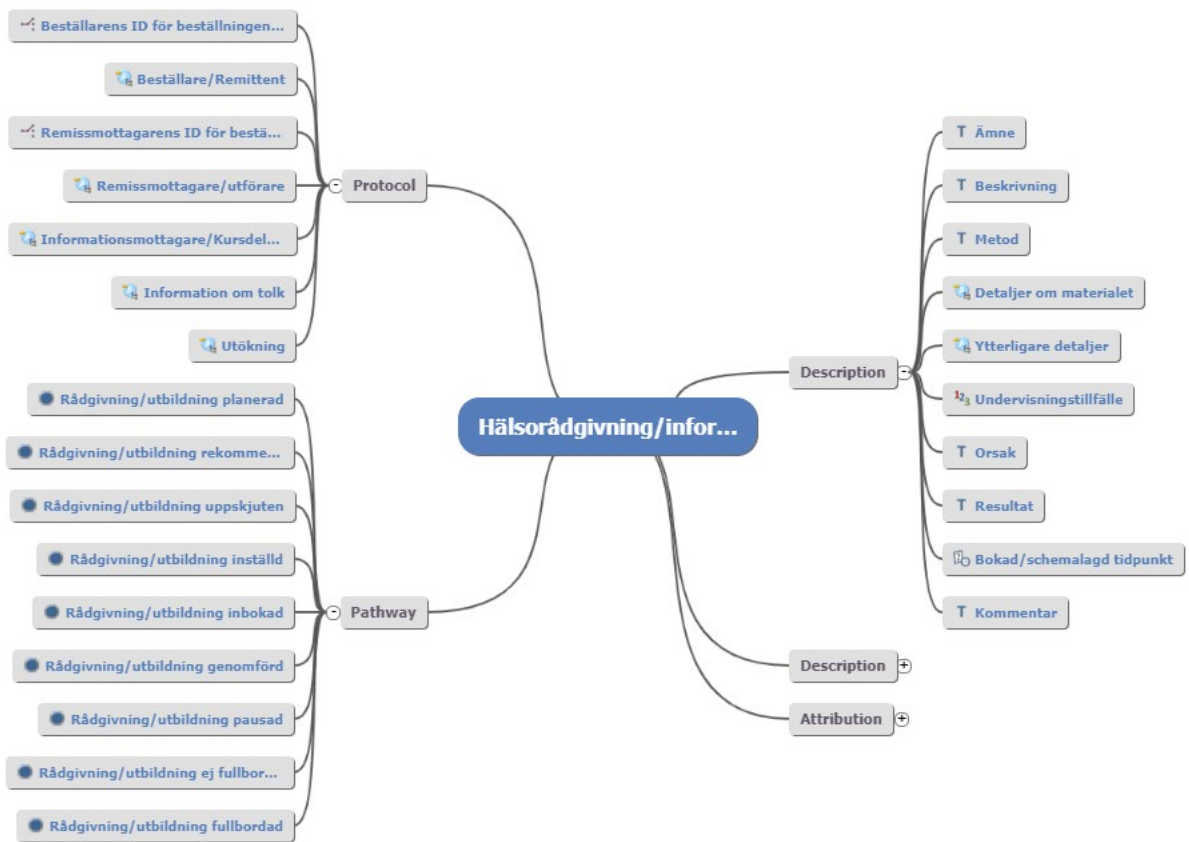 Beställarens ID för beställningen...
Beställare/Remittent
Remissmottagarens ID för bestä...
Remissmottagare/utförare
Informationsmottagare/Kursdel...
Information om tolk
Utökning
Protocol
Rådgivning/utbildning planerad
Rådgivning/utbildning rekomme...
Rådgivning/utbildning uppskjuten
Rådgivning/utbildning inställd
Rådgivning/utbildning inbokad
Rådgivning/utbildning genomförd
Rådgivning/utbildning pausad
Rådgivning/utbildning ej fullbor...
Rådgivning/utbildning fullbordad
Pathway
Hälsorådgivning/infor...
Description
T Ämne
T Beskrivning
T Metod
Detaljer om materialet
Ytterligare detaljer
123 Undervisningstillfälle
T Orsak
T Resultat
Bokad/schemalagd tidpunkt
T Kommentar
Description
Attribution